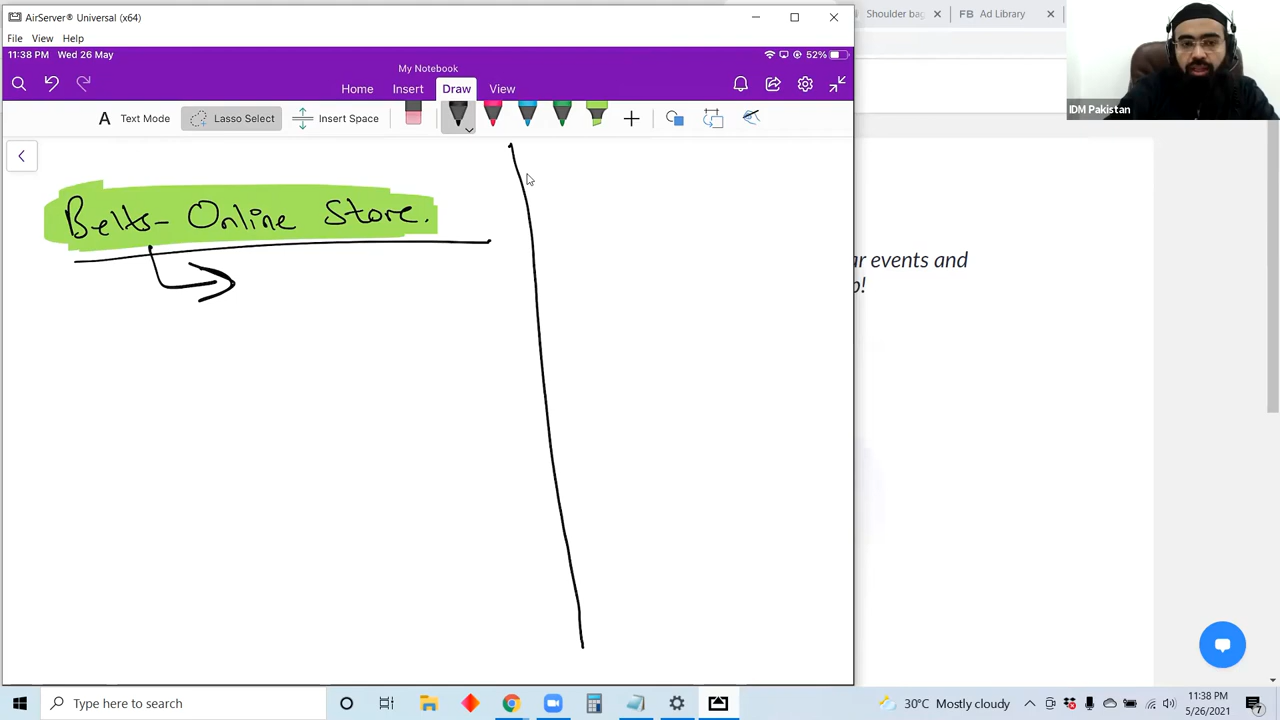 AirServer® Universal (x64)
Shoulder bag
Ad Library
File View Help
11:38 PM Wed 26 May
52%
My Notebook
Home Insert Draw View
IDM Pakistan
A Text Mode Lasso Select Insert Space
Belts- Online Store.
ar events and
p!
Type here to search
30°C Mostly cloudy
11:38 PM
5/26/2021
7